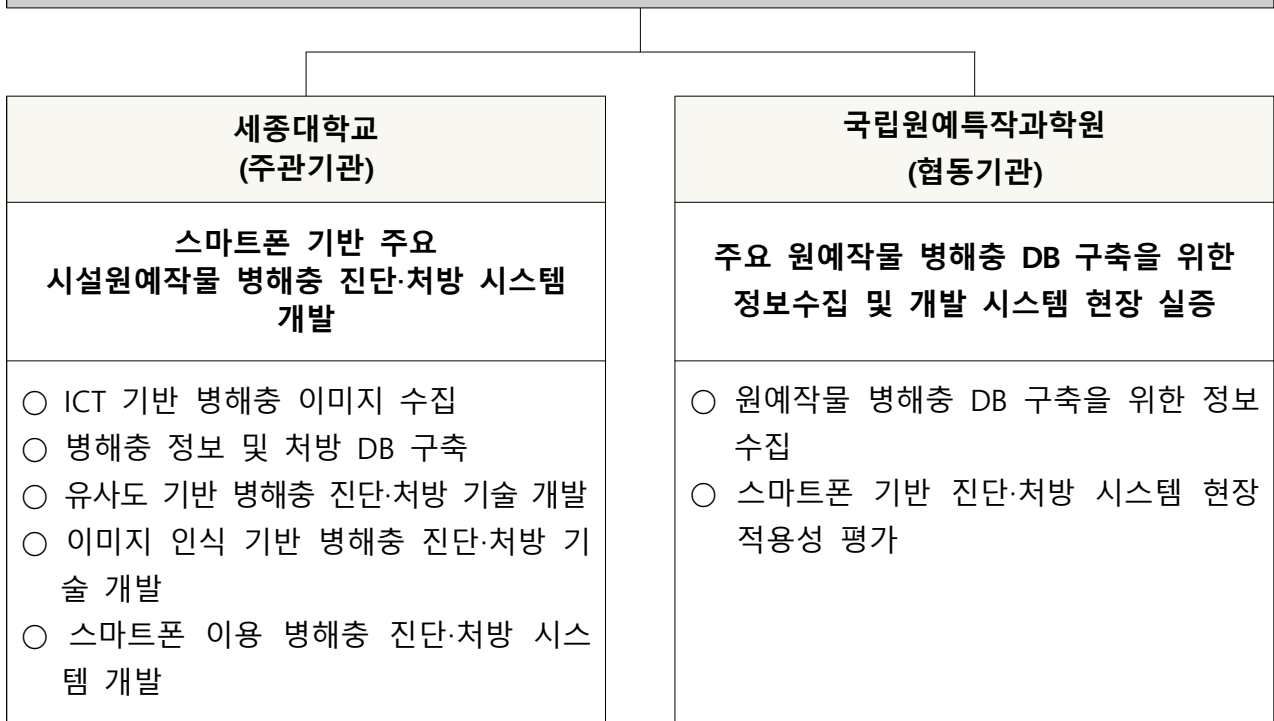 세종대학교
(주관기관)
스마트폰 기반 주요
시설원예작물 병해충 진단·처방 시스템
개발
○ ICT 기반 병해충 이미지 수집
○ 병해충 정보 및 처방 DB 구축
○ 유사도 기반 병해충 진단·처방 기술 개발
○ 이미지 인식 기반 병해충 진단·처방 기
술 개발
○ 스마트폰 이용 병해충 진단·처방 시스
템 개발
국립원예특작과학원
(협동기관)
주요 원예작물 병해충 DB 구축을 위한
정보수집 및 개발 시스템 현장 실증
○ 원예작물 병해충 DB 구축을 위한 정보
수집
○ 스마트폰 기반 진단·처방 시스템 현장
적용성 평가